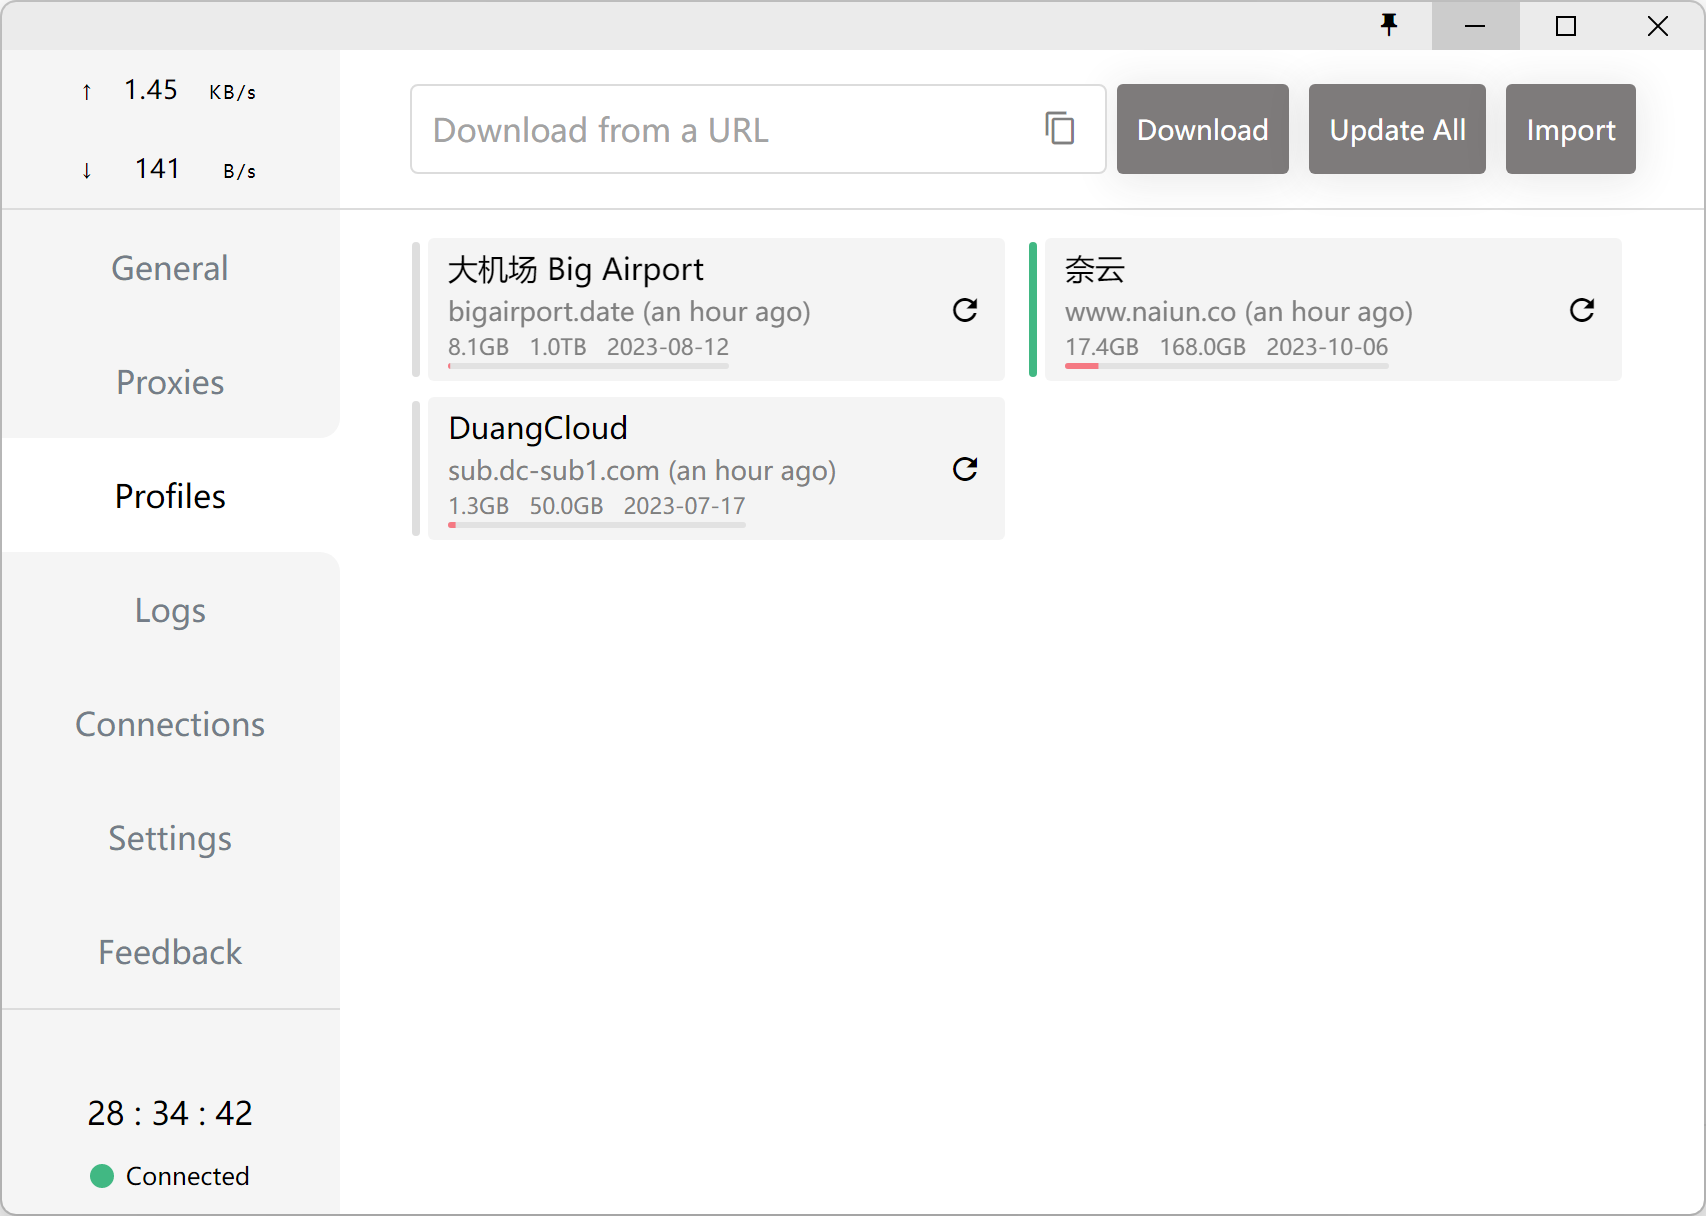 ↑ 1.45 KB/s
↓ 141 B/s
General
Proxies
Profiles
Logs
Connections
Settings
Feedback
28 : 34 : 42
Connected
Download from a URL
Download
Update All
Import
大机场 Big Airport
bigairport.date (an hour ago)
8.1GB 1.0TB 2023-08-12
奈云
www.naiun.co (an hour ago)
17.4GB 168.0GB 2023-10-06
DuangCloud
sub.dc-sub1.com (an hour ago)
1.3GB 50.0GB 2023-07-17